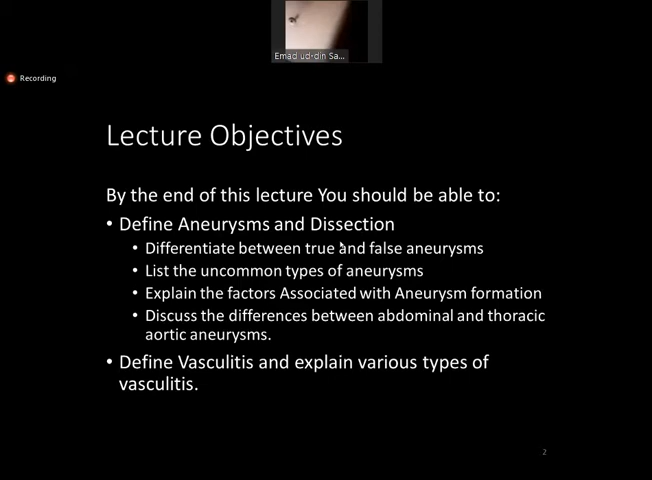 Emad ud-din Sa...
Recording
Lecture Objectives
By the end of this lecture You should be able to:
• Define Aneurysms and Dissection
• Differentiate between true and false aneurysms
• List the uncommon types of aneurysms
• Explain the factors Associated with Aneurysm formation
• Discuss the differences between abdominal and thoracic
aortic aneurysms.
• Define Vasculitis and explain various types of
vasculitis.
2